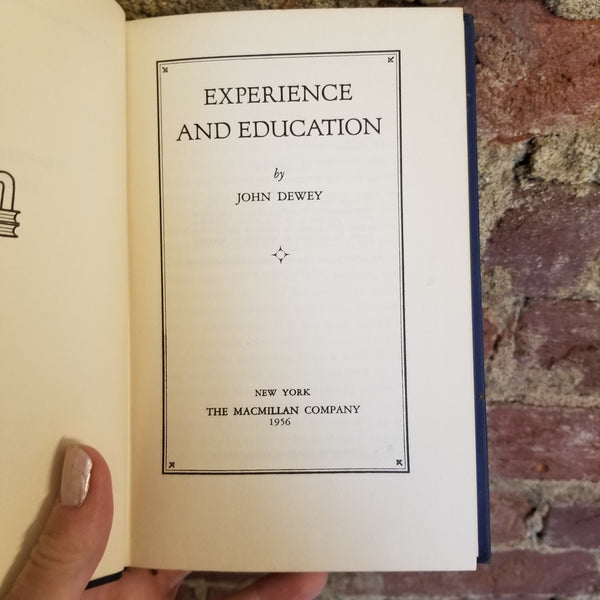 EXPERIENCE
AND EDUCATION
by
JOHN DEWEY
NEW YORK
THE MACMILLAN COMPANY
1956